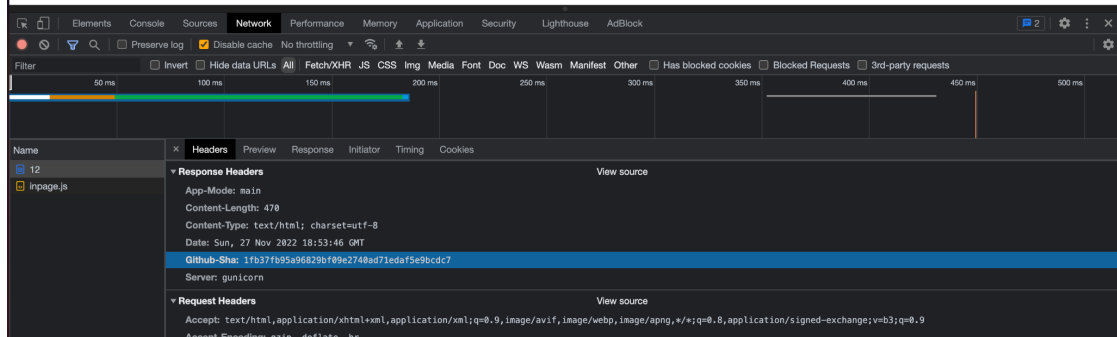 Elements Console Sources Network Performance Memory Application Security Lighthouse AdBlock 2
Preserve log Disable cache No throttling
Filter Invert Hide data URLs All Fetch/XHR JS CSS Img Media Font Doc WS Wasm Manifest Other Has blocked cookies Blocked Requests 3rd-party requests
50 ms 100 ms 150 ms 200 ms 250 ms 300 ms 350 ms 400 ms 450 ms 500 ms
Name × Headers Preview Response Initiator Timing Cookies
12 Response Headers View source
inpage.js App-Mode: main
Content-Length: 470
Content-Type: text/html; charset=utf-8
Date: Sun, 27 Nov 2022 18:53:46 GMT
Github-Sha: 1fb37fb95a96829bf09e2740ad71edaf5e9bcdc7
Server: gunicorn
Request Headers View source
Accept: text/html,application/xhtml+xml,application/xml;q=0.9,image/avif,image/webp,image/apng,*/*;q=0.8,application/signed-exchange;v=b3;q=0.9
Accept-Encoding: gzip, deflate, br